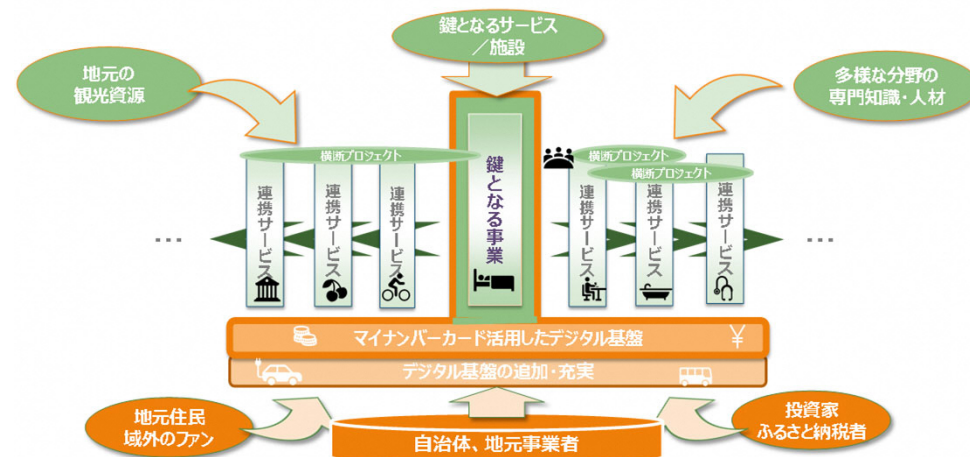 鍵となるサービス
／施設
地元の
観光資源
多様な分野の
専門知識・人材
横断プロジェクト
横断プロジェクト
横断プロジェクト
連携サービス
連携サービス
連携サービス
鍵となる事業
連携サービス
連携サービス
連携サービス
…
…
マイナンバーカード活用したデジタル基盤
¥
デジタル基盤の追加・充実
地元住民
域外のファン
自治体、地元事業者
投資家
ふるさと納税者